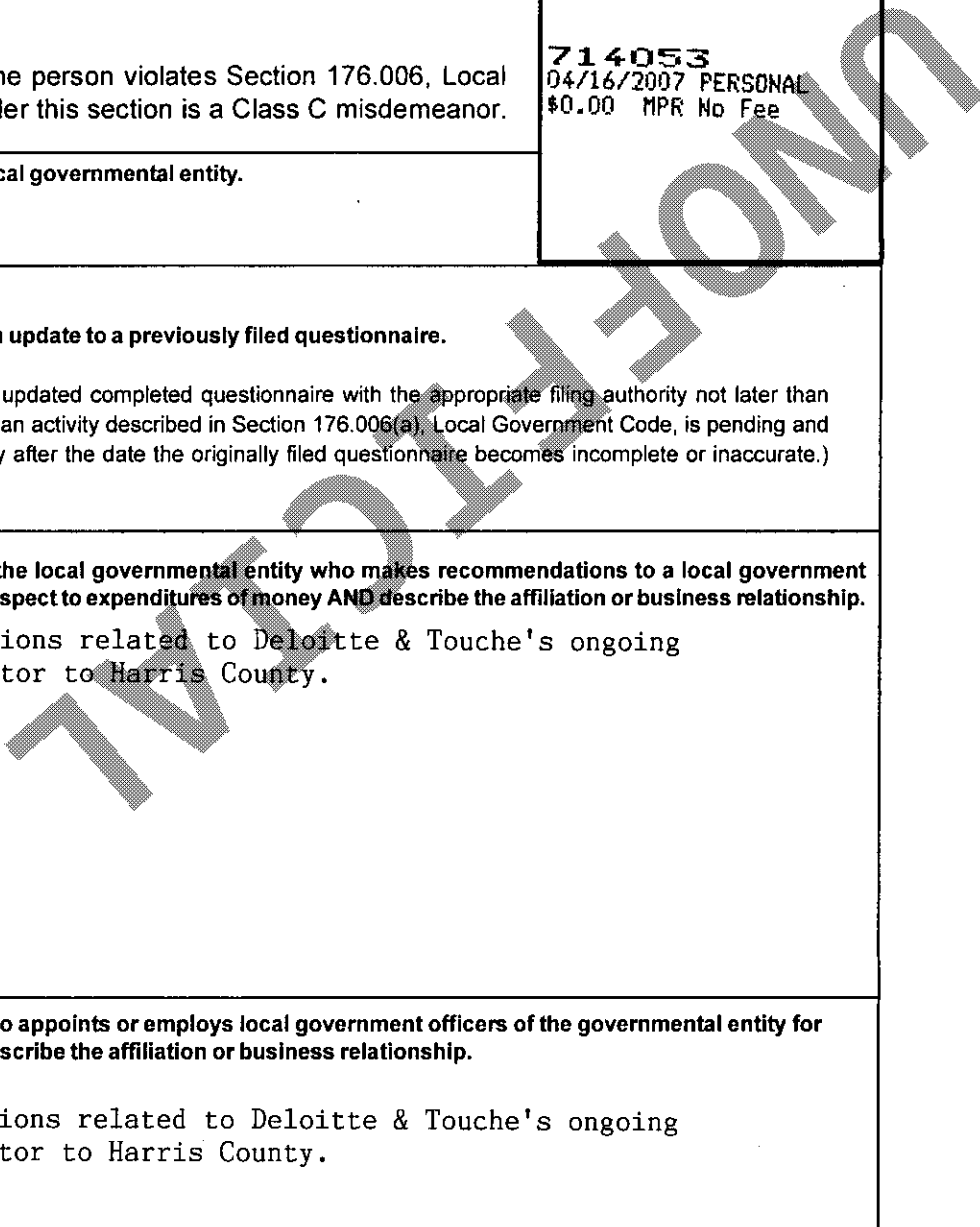 714053
04/16/2007 PERSONAL
$0.00 MPR No Fee
person violates Section 176.006, Local
this section is a Class C misdemeanor.
governmental entity.
update to a previously filed questionnaire.
updated completed questionnaire with the appropriate filing authority not later than
an activity described in Section 176.006(a), Local Government Code, is pending and
after the date the originally filed questionnaire becomes incomplete or inaccurate.)
the local governmental entity who makes recommendations to a local government
to expenditures of money AND describe the affiliation or business relationship.
ions related to Deloitte & Touche's ongoing
tor to Harris County.
o appoints or employs local government officers of the governmental entity for
scribe the affiliation or business relationship.
ions related to Deloitte & Touche's ongoing
tor to Harris County.
UNOFFICIAL